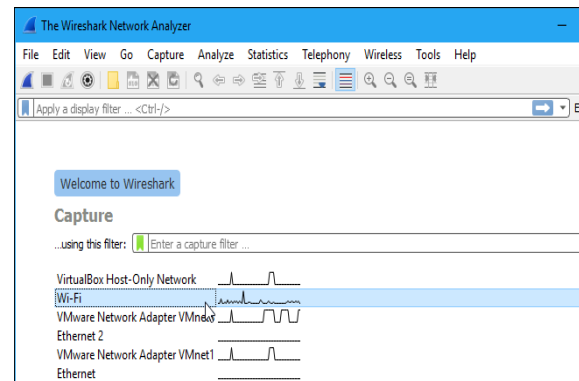 The Wireshark Network Analyzer
File Edit View Go Capture Analyze Statistics Telephony Wireless Tools Help
Apply a display filter ... <Ctrl-/>
Welcome to Wireshark
Capture
...using this filter: Enter a capture filter ...
VirtualBox Host-Only Network
Wi-Fi
VMware Network Adapter
Ethernet 2
VMware Network Adapter VMnet1
Ethernet